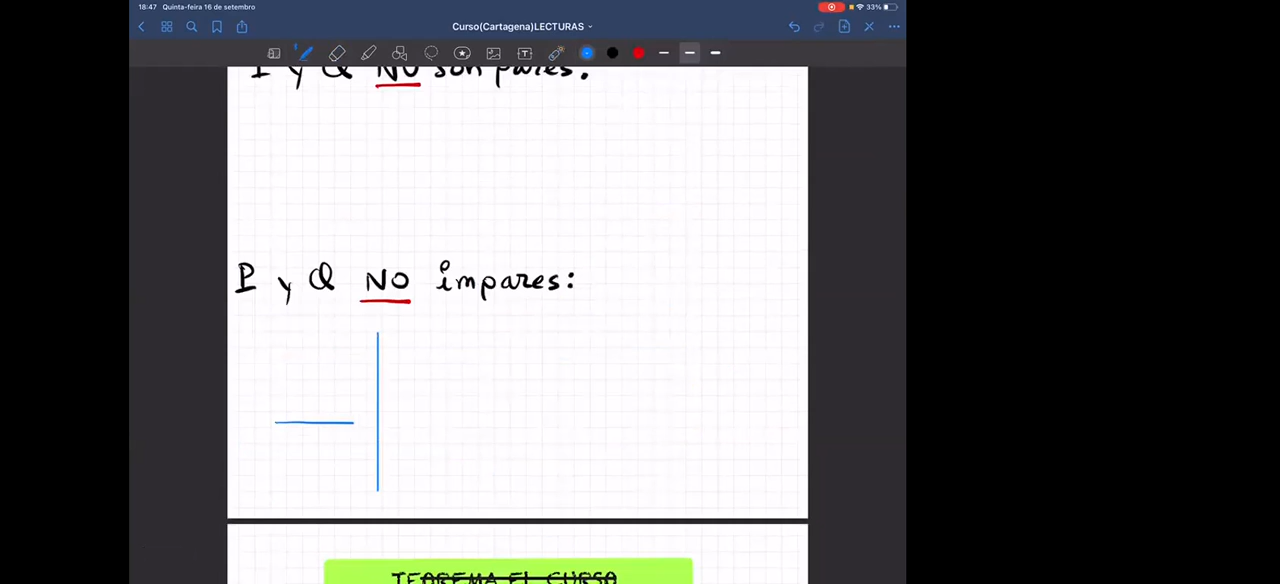 18:47 Quinta-feira 16 de setembro
33%
Curso(Cartagena)LECTURAS
P y Q NO son pares.
P y Q NO impares:
TEOREMA EL CURSO